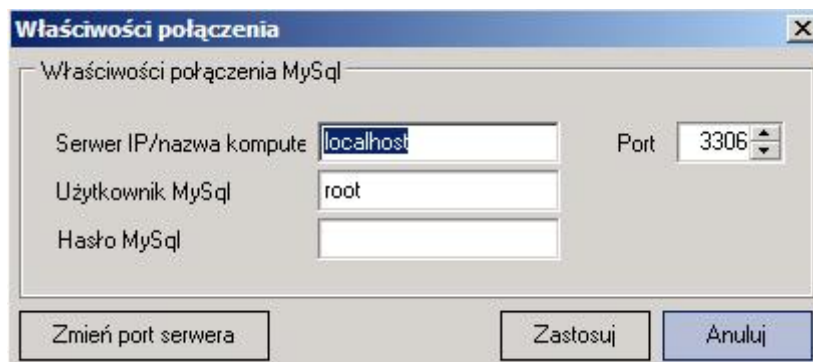 Właściwości połączenia
Właściwości połączenia MySql
Serwer IP/nazwa kompute localhost Port 3306
Użytkownik MySql root
Hasło MySql
Zmień port serwera Zastosuj Anuluj